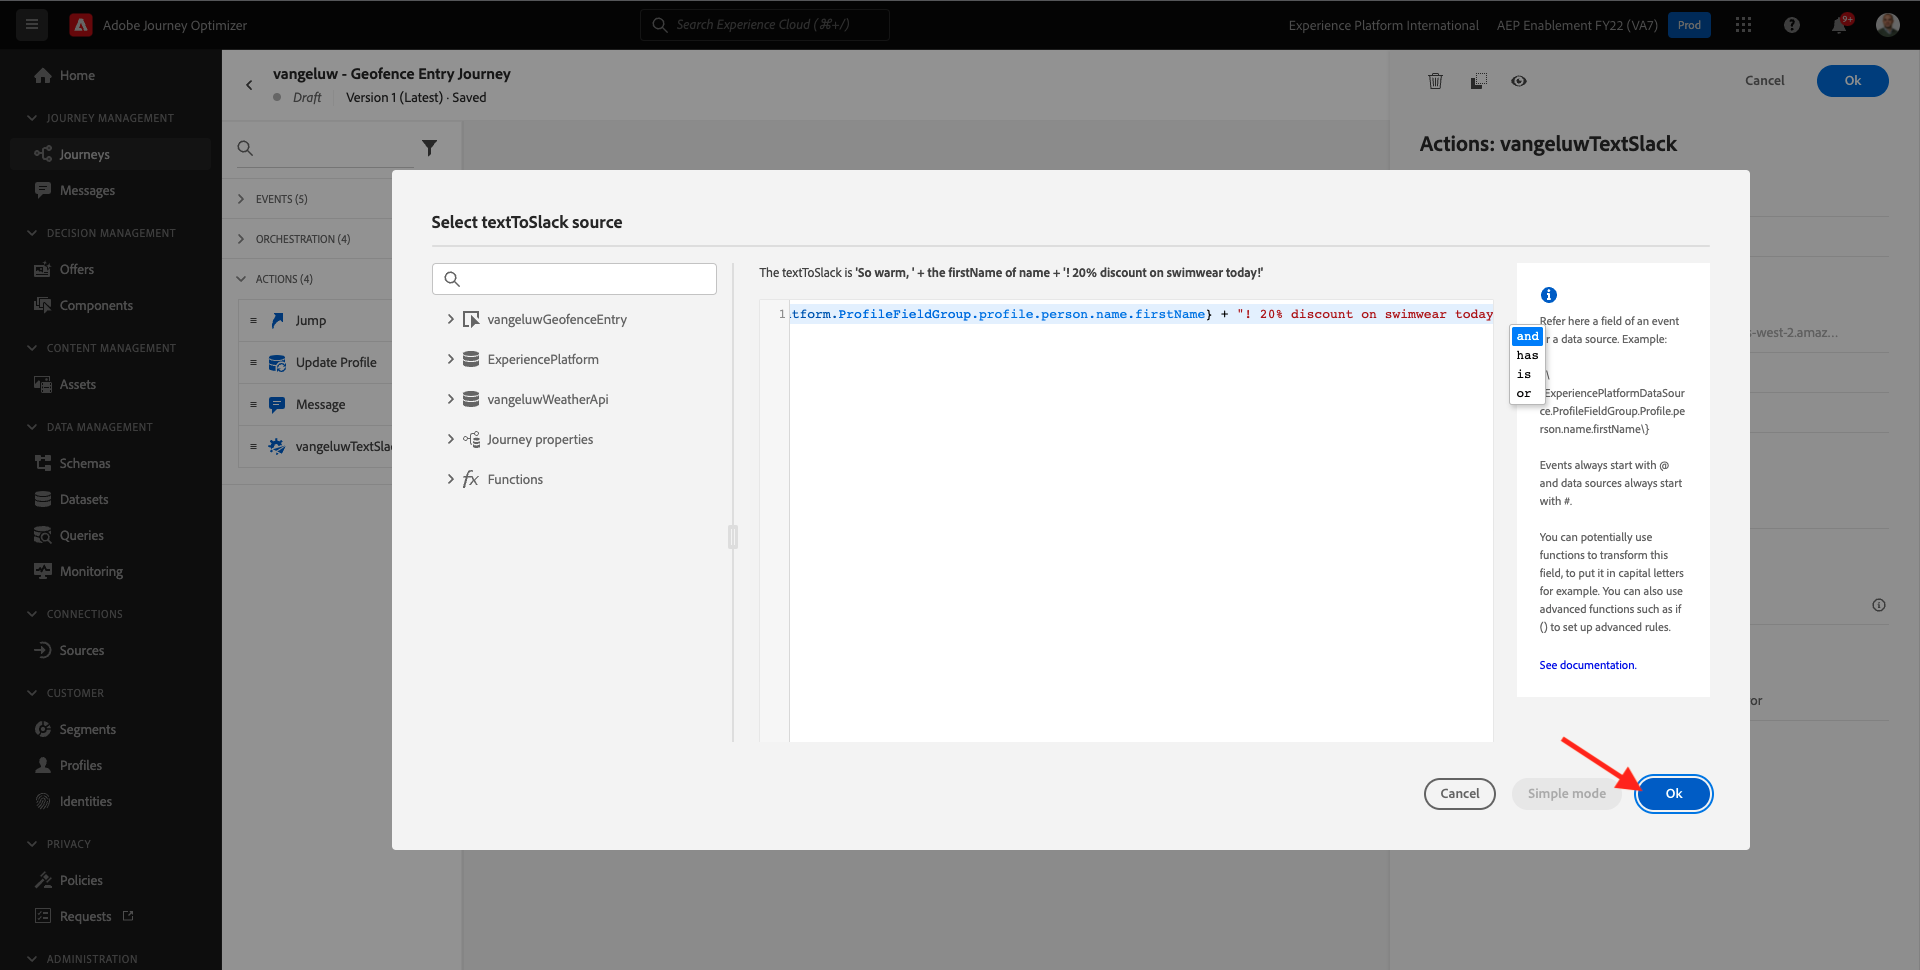 Adobe Journey Optimizer
Search Experience Cloud (⌘+/)
Experience Platform International
AEP Enablement FY22 (VA7)
Prod
9+
Home
JOURNEY MANAGEMENT
Journeys
Messages
DECISION MANAGEMENT
Offers
Components
CONTENT MANAGEMENT
Assets
DATA MANAGEMENT
Schemas
Datasets
Queries
Monitoring
CONNECTIONS
Sources
CUSTOMER
Segments
Profiles
Identities
PRIVACY
Policies
Requests
ADMINISTRATION
vangeluw - Geofence Entry Journey
Draft
Version 1 (Latest) · Saved
EVENTS (5)
ORCHESTRATION (4)
ACTIONS (4)
Jump
Update Profile
Message
vangeluwTextSlac
Cancel
Ok
Actions: vangeluwTextSlack
s-west-2.amaz...
or
Select textToSlack source
vangeluwGeofenceEntry
ExperiencePlatform
vangeluwWeatherApi
Journey properties
fx Functions
The textToSlack is 'So warm, ' + the firstName of name + '! 20% discount on swimwear today!'
1
tform.ProfileFieldGroup.profile.person.name.firstName} + "! 20% discount on swimwear today
and
has
is
or
Refer here a field of an event
r a data source. Example:
\
ExperiencePlatformDataSour
ce.ProfileFieldGroup.Profile.pe
rson.name.firstName\}
Events always start with @
and data sources always start
with #.
You can potentially use
functions to transform this
field, to put it in capital letters
for example. You can also use
advanced functions such as if
() to set up advanced rules.
See documentation.
Cancel
Simple mode
Ok